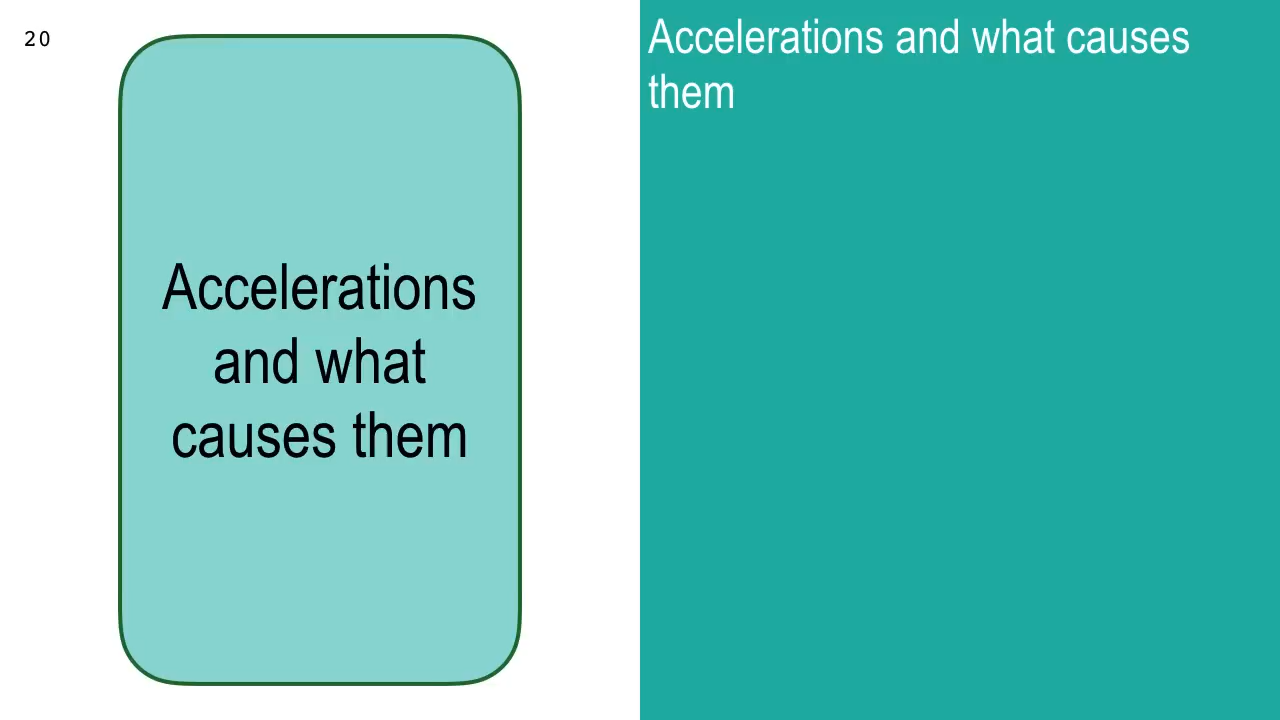 20
Accelerations
and what
causes them
Accelerations and what causes
them